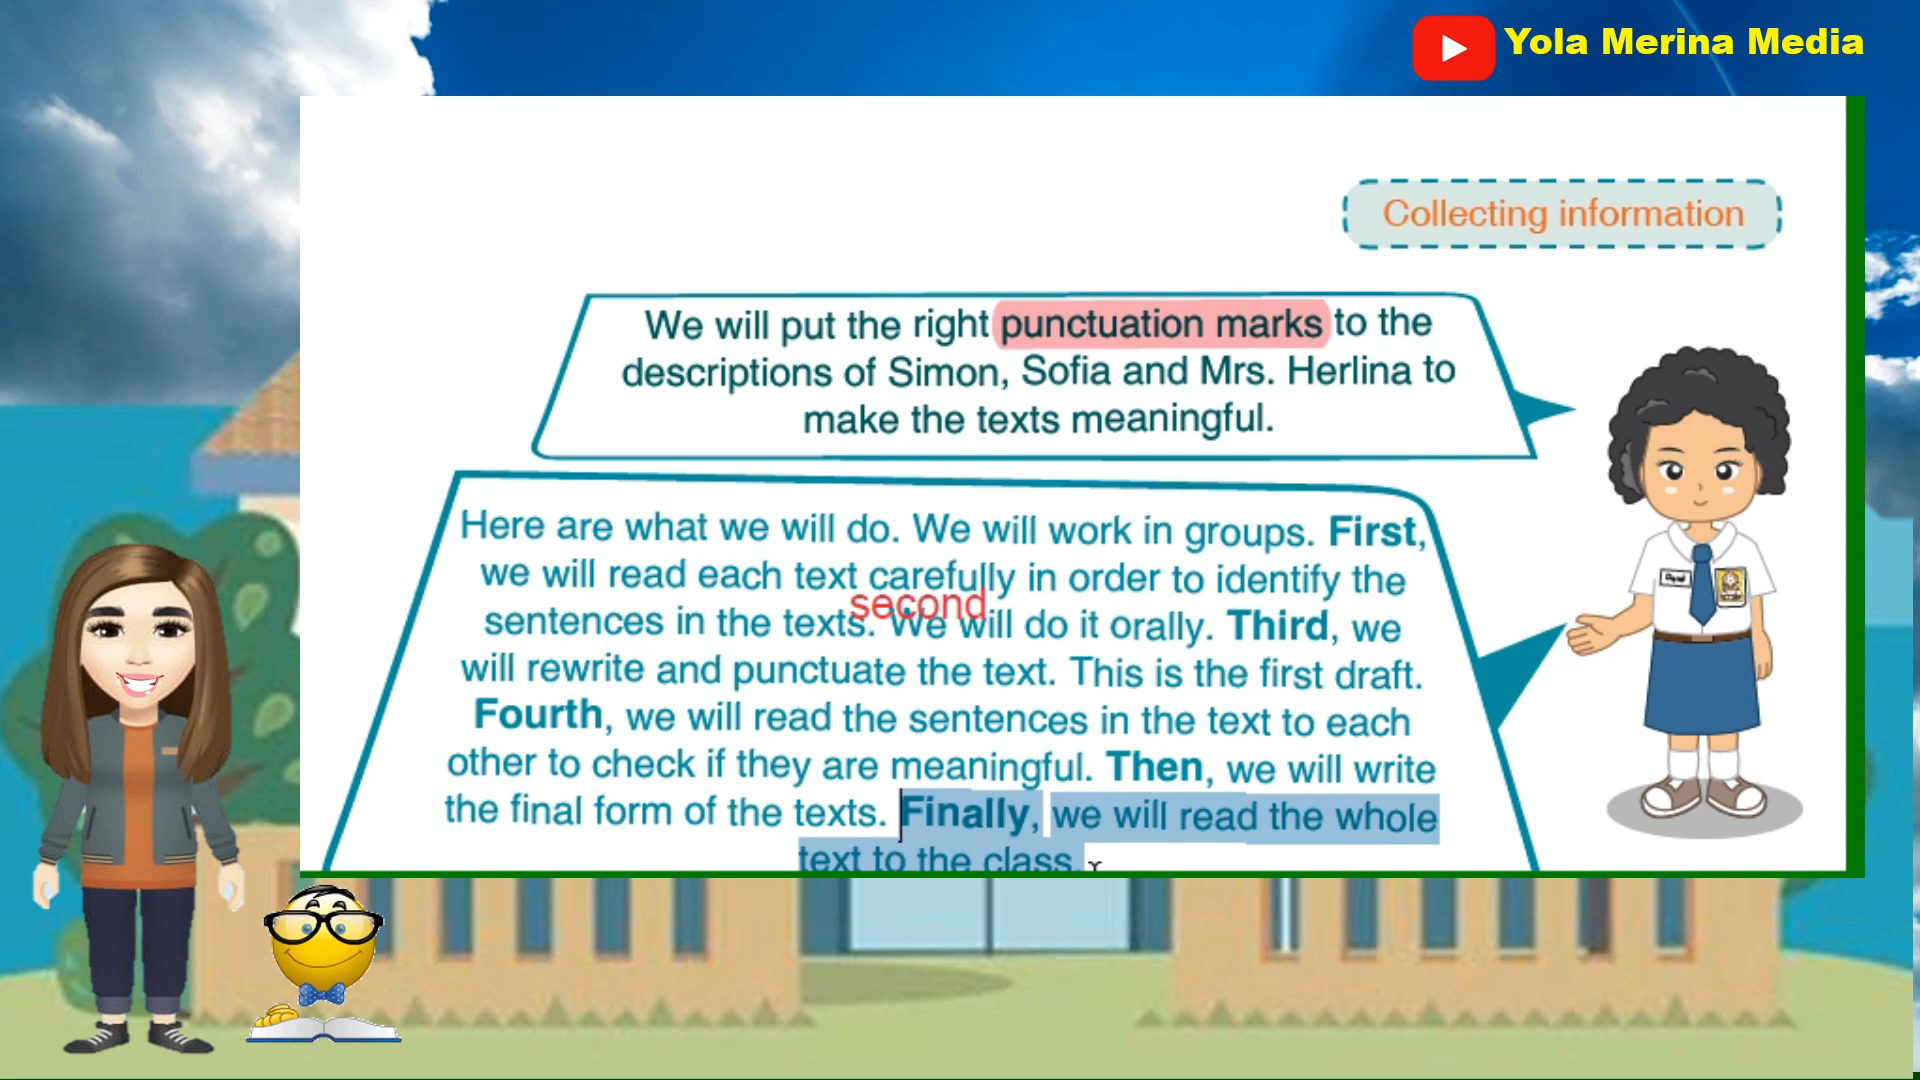 Yola Merina Media
Collecting information
We will put the right punctuation marks to the
descriptions of Simon, Sofia and Mrs. Herlina to
make the texts meaningful.
Here are what we will do. We will work in groups. First,
we will read each text carefully in order to identify the
second
sentences in the texts. We will do it orally. Third, we
will rewrite and punctuate the text. This is the first draft.
Fourth, we will read the sentences in the text to each
other to check if they are meaningful. Then, we will write
the final form of the texts. Finally, we will read the whole
text to the class.